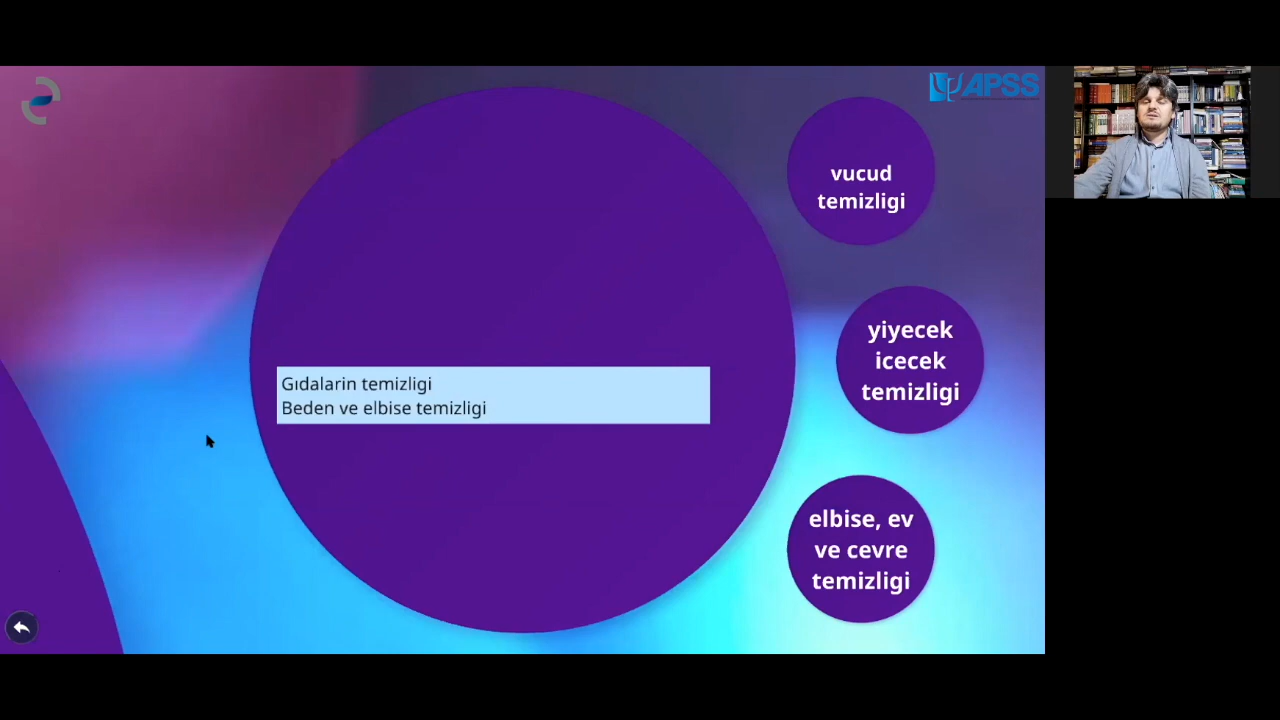 APSS
vucud
temizligi
yiyecek
icecek
temizligi
Gıdalarin temizligi
Beden ve elbise temizligi
elbise, ev
ve cevre
temizligi